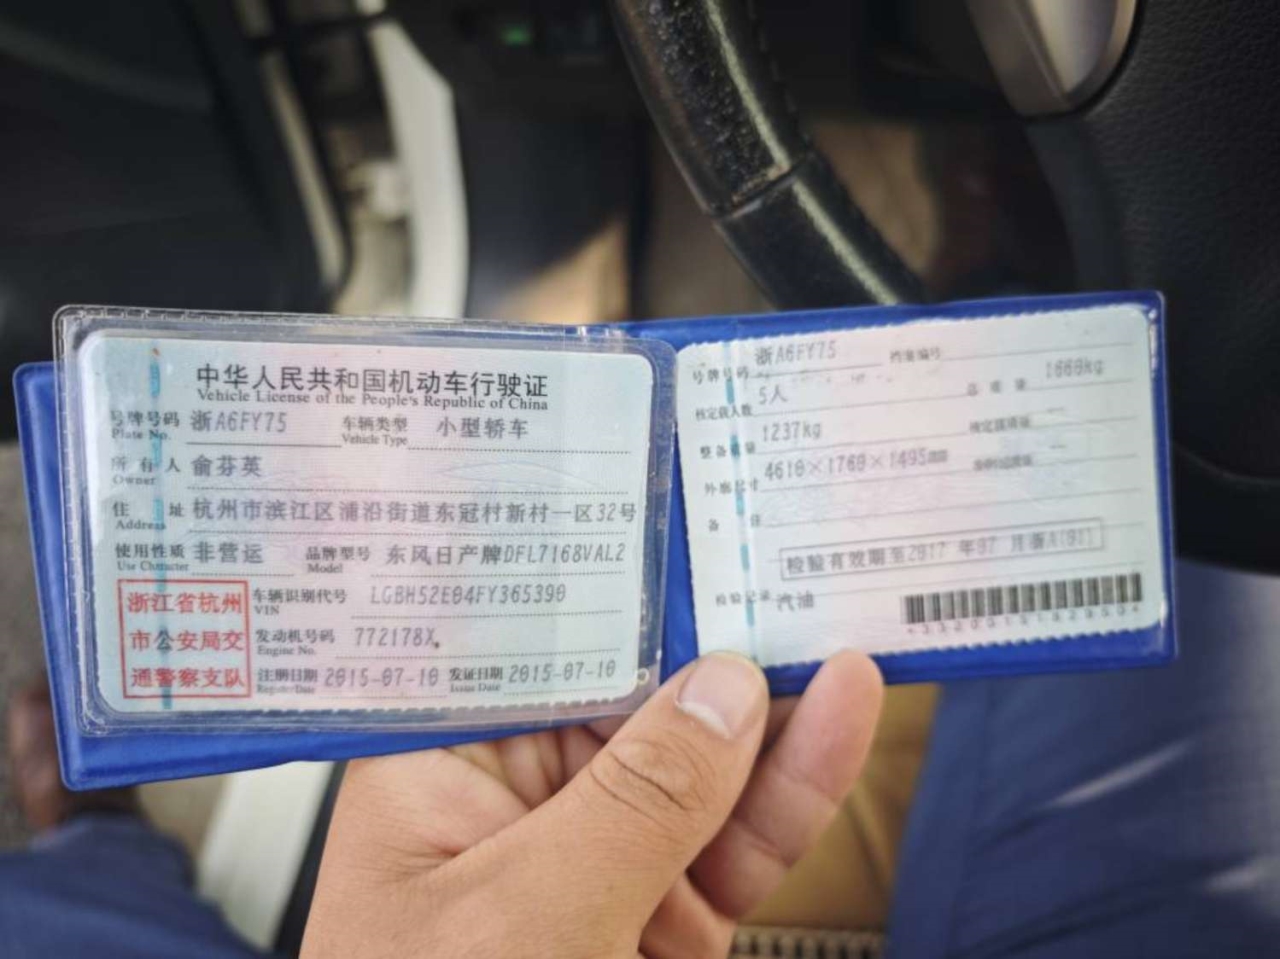 中华人民共和国机动车行驶证
Vehicle License of the People's Republic of China
号牌号码 浙A6FY75 车辆类型 小型轿车
Plate No. Vehicle Type
所有人 俞芬英
Owner
住址 杭州市滨江区浦沿街道东冠村新村一区32号
Address
使用性质 非营运 品牌型号 东风日产牌DFL7168VAL2
Use Character Model
浙江省杭州
市公安局交
通警察支队
车辆识别代号 LGBH52E04FY365390
VIN
发动机号码 772178X
Engine No.
注册日期 2015-07-10 发证日期 2015-07-10
Register Date Issue Date
号牌号码 浙A6FY75 档案编号
核定载人数 5人 总质量
整备质量 1237kg 核定载质量
外廓尺寸 4610×1760×1495
备注
检验有效期至2017 年07 月浙A(01)
检验记录 汽油